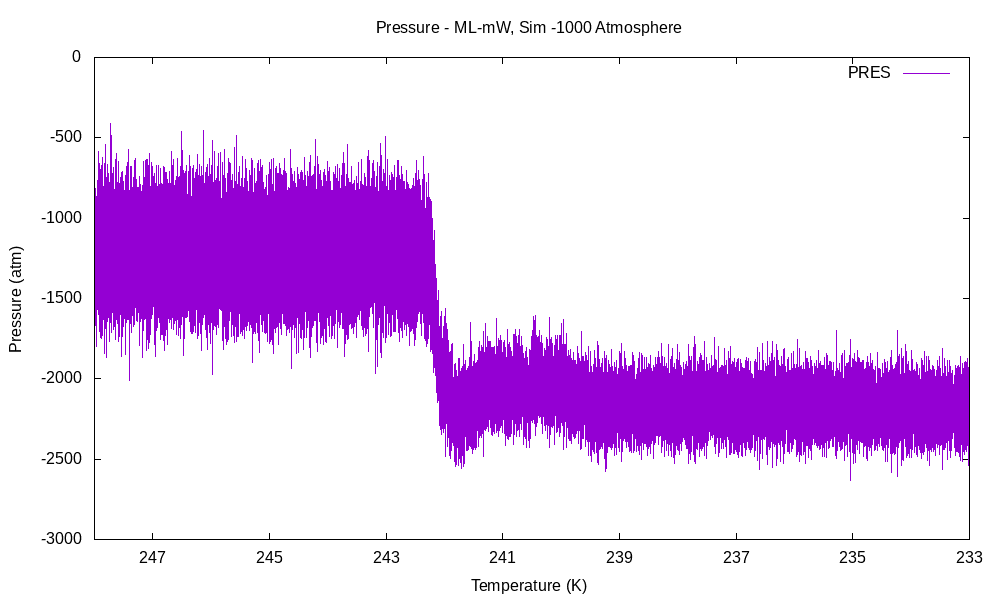 Pressure - ML-mW, Sim -1000 Atmosphere
PRES
0
-500
-1000
-1500
-2000
-2500
-3000
Pressure (atm)
247 245 243 241 239 237 235 233
Temperature (K)